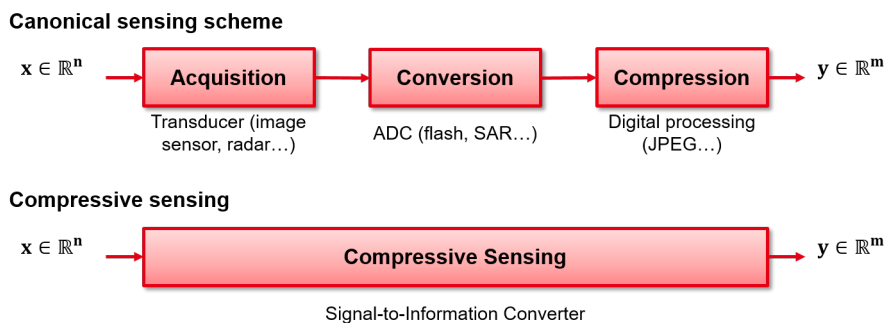 Canonical sensing scheme
x ∈ ℝⁿ
Acquisition
Conversion
Compression
y ∈ ℝᵐ
Transducer (image
sensor, radar…)
ADC (flash, SAR…)
Digital processing
(JPEG…)
Compressive sensing
x ∈ ℝⁿ
Compressive Sensing
y ∈ ℝᵐ
Signal-to-Information Converter